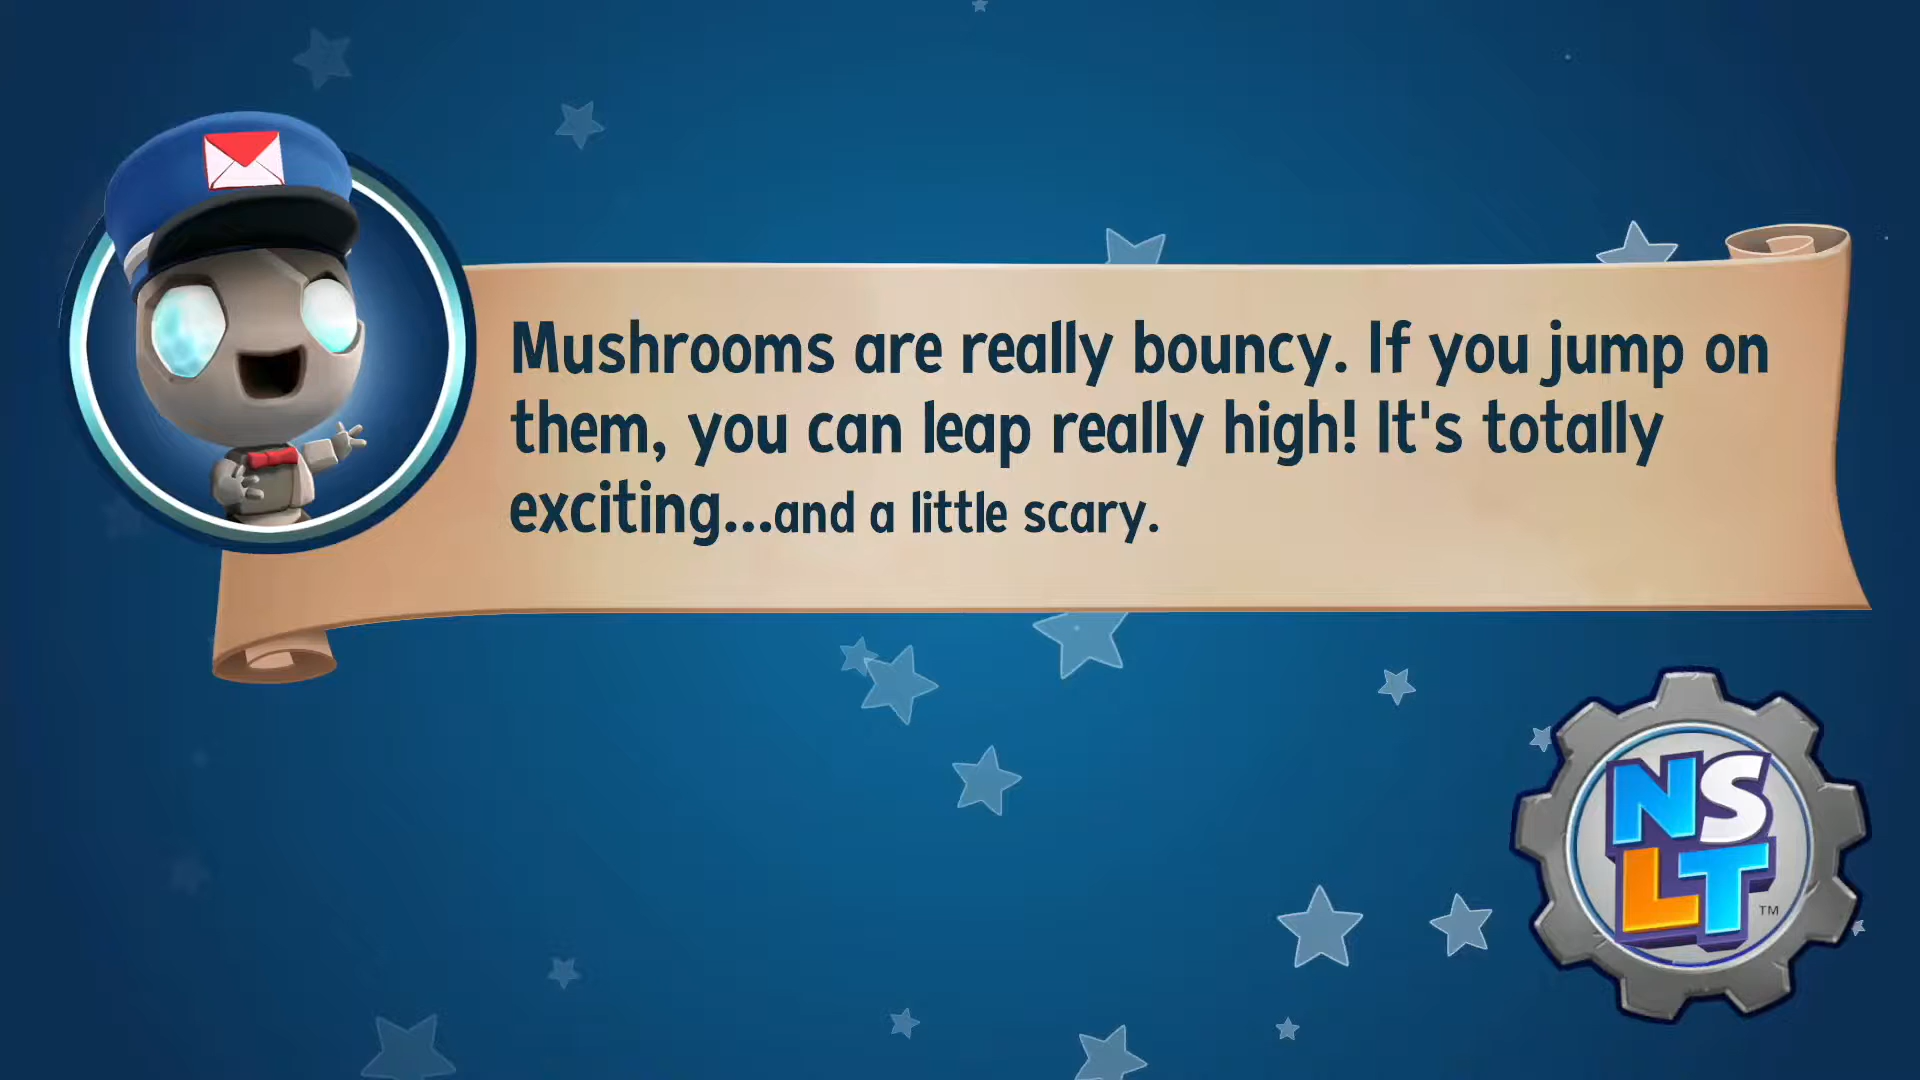 Mushrooms are really bouncy. If you jump on
them, you can leap really high! It's totally
exciting...and a little scary.
NS
LT
TM